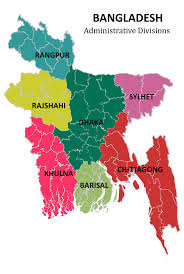 BANGLADESH
Administrative Divisions
RANGPUR
RAJSHAHI
SYLHET
DHAKA
KHULNA
CHITTAGONG
BARISAL